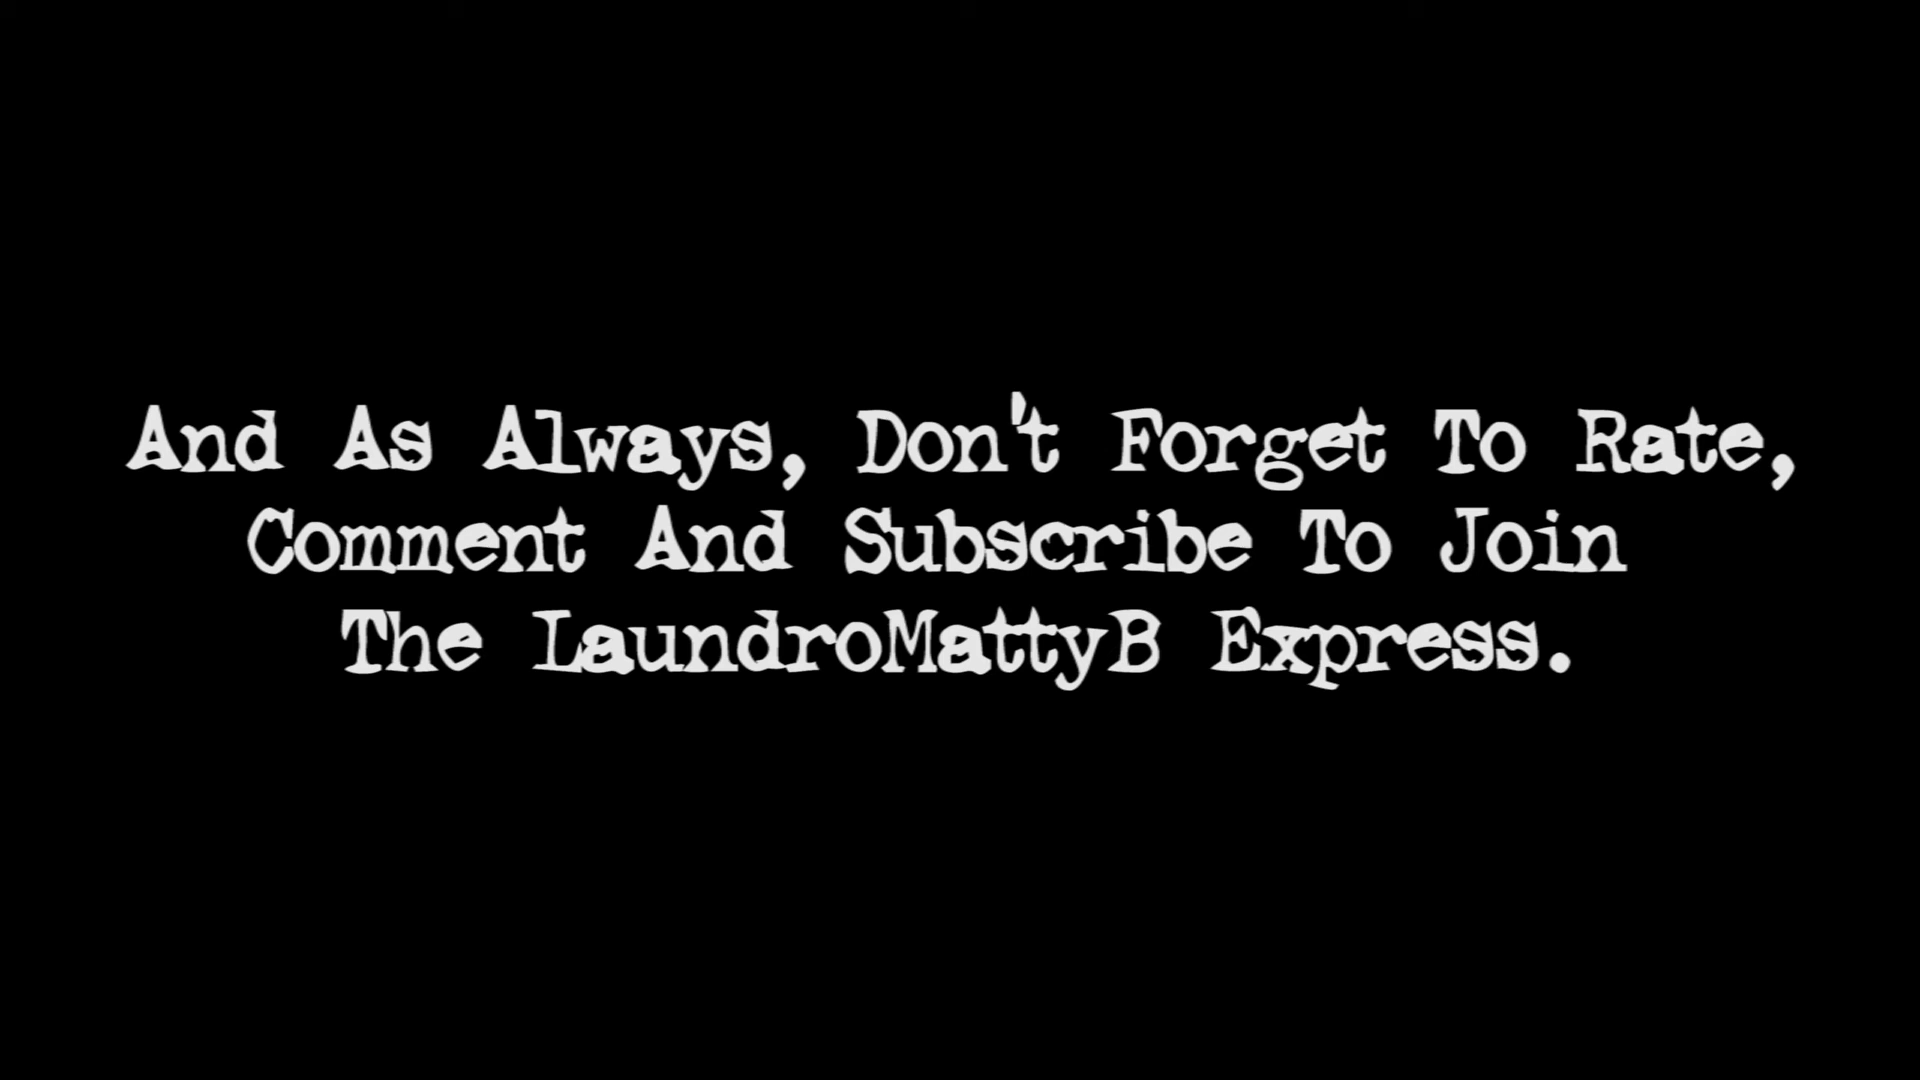 And As Always, Don't Forget To Rate,
Comment And Subscribe To Join
The LaundroMattyB Express.